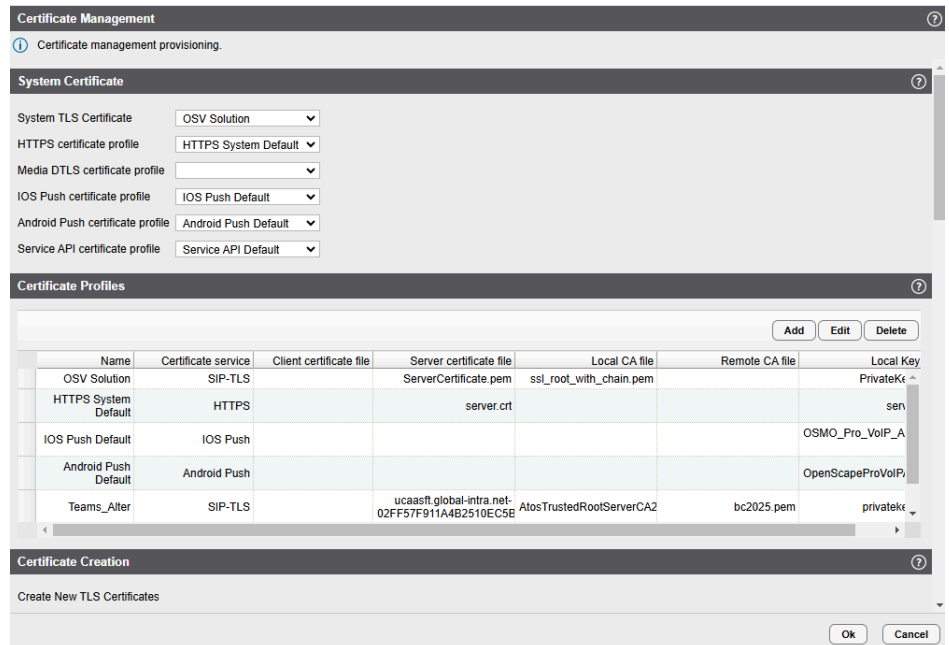 Certificate Management
Certificate management provisioning.
System Certificate
System TLS Certificate OSV Solution
HTTPS certificate profile HTTPS System Default
Media DTLS certificate profile
IOS Push certificate profile IOS Push Default
Android Push certificate profile Android Push Default
Service API certificate profile Service API Default
Certificate Profiles
Add Edit Delete
Name Certificate service Client certificate file Server certificate file Local CA file Remote CA file Local Key
OSV Solution SIP-TLS ServerCertificate.pem ssl_root_with_chain.pem PrivateKe
HTTPS System Default HTTPS server.crt serv
IOS Push Default IOS Push OSMO_Pro_VoIP_A
Android Push Default Android Push OpenScapeProVoIP
Teams_Alter SIP-TLS ucaasft.global-intra.net-02FF57F911A4B2510EC5B AtosTrustedRootServerCA2 bc2025.pem privateke
Certificate Creation
Create New TLS Certificates
Ok Cancel